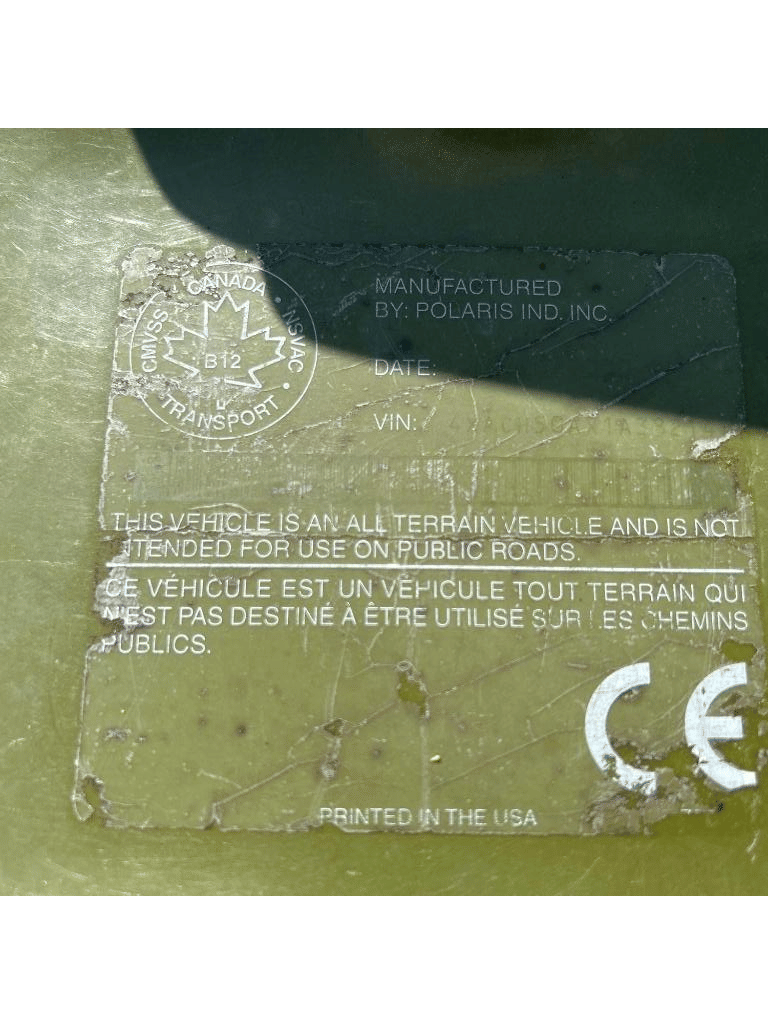 CANADA
CMVSS • NSVAC •
B12
TRANSPORT
MANUFACTURED
BY: POLARIS IND. INC.
DATE:
VIN:
THIS VEHICLE IS AN ALL TERRAIN VEHICLE AND IS NOT
INTENDED FOR USE ON PUBLIC ROADS.
CE VÉHICULE EST UN VÉHICULE TOUT TERRAIN QUI
N'EST PAS DESTINÉ À ÊTRE UTILISÉ SUR LES CHEMINS
PUBLICS.
CE
PRINTED IN THE USA